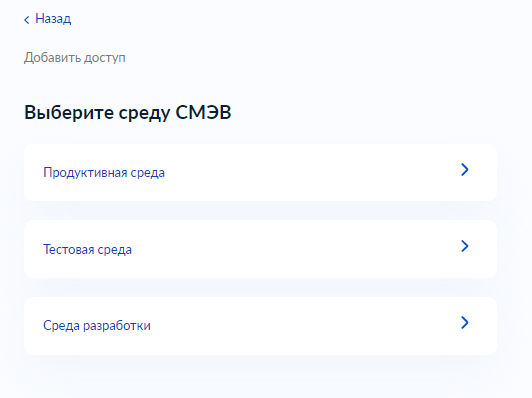 Назад
Добавить доступ
Выберите среду СМЭВ
Продуктивная среда
Тестовая среда
Среда разработки